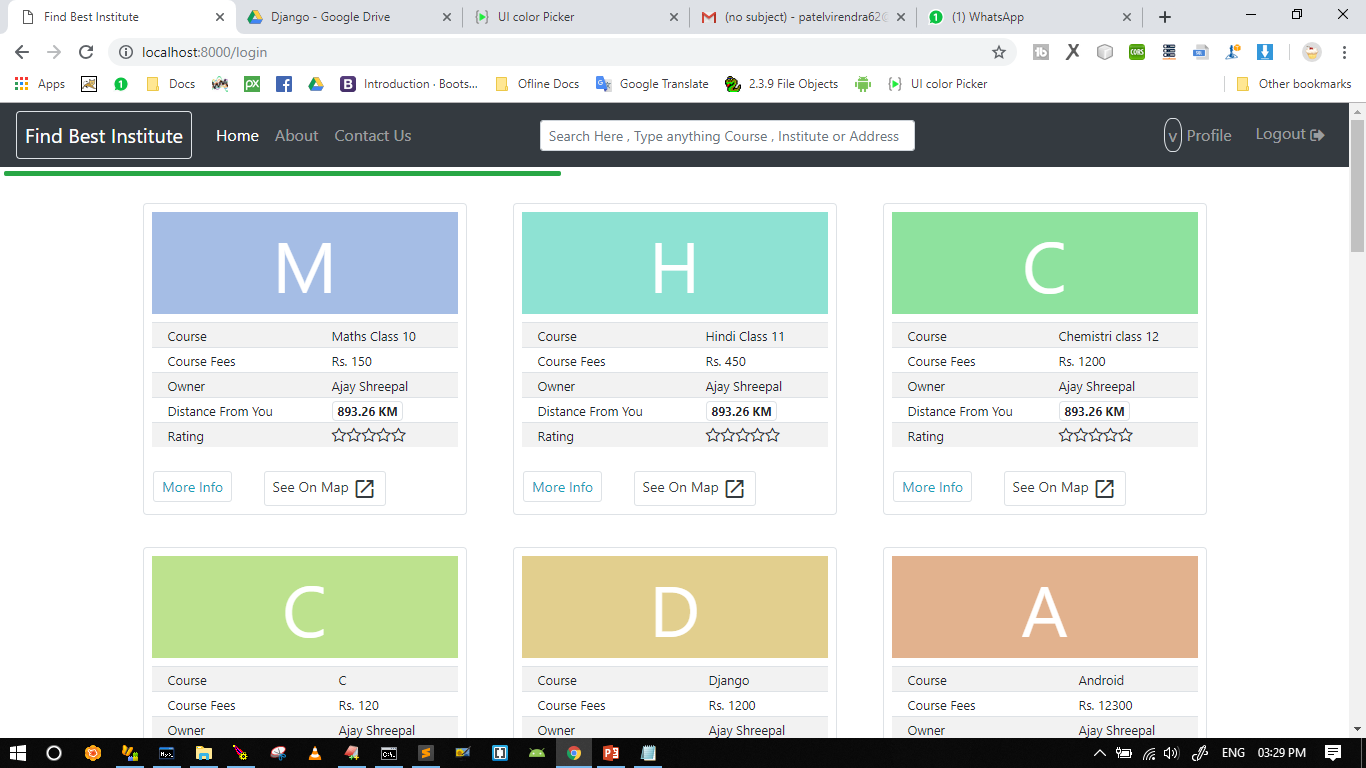 Find Best Institute
Django - Google Drive
UI color Picker
(no subject) - patelvirendra62@
(1) WhatsApp
localhost:8000/login
Apps
Docs
Introduction · Boots...
Ofline Docs
Google Translate
2.3.9 File Objects
UI color Picker
Other bookmarks
Find Best Institute Home About Contact Us
Search Here , Type anything Course , Institute or Address
v Profile Logout
M
Course Maths Class 10
Course Fees Rs. 150
Owner Ajay Shreepal
Distance From You 893.26 KM
Rating
More Info See On Map
H
Course Hindi Class 11
Course Fees Rs. 450
Owner Ajay Shreepal
Distance From You 893.26 KM
Rating
More Info See On Map
C
Course Chemistri class 12
Course Fees Rs. 1200
Owner Ajay Shreepal
Distance From You 893.26 KM
Rating
More Info See On Map
C
Course C
Course Fees Rs. 120
Owner Ajay Shreepal
D
Course Django
Course Fees Rs. 1200
Owner Ajay Shreepal
A
Course Android
Course Fees Rs. 12300
Owner Ajay Shreepal
ENG 03:29 PM